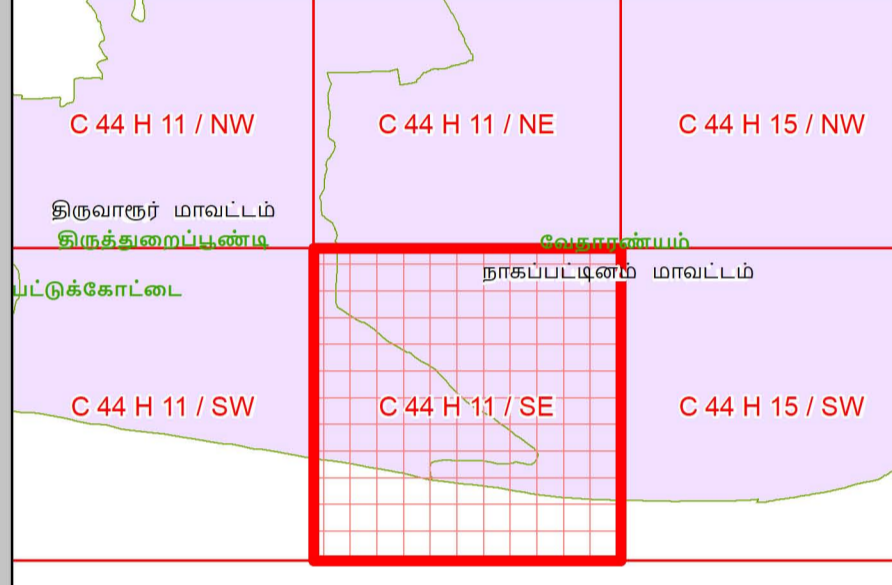 C 44 H 11 / NW
C 44 H 11 / NE
C 44 H 15 / NW
திருவாரூர் மாவட்டம்
திருத்துறைப்பூண்டி
வேதாரண்யம்
நாகப்பட்டினம் மாவட்டம்
பட்டுக்கோட்டை
C 44 H 11 / SW
C 44 H 11 / SE
C 44 H 15 / SW